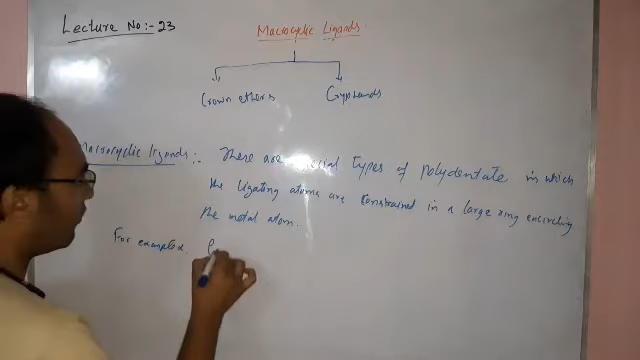 Lecture No:- 23
Macrocyclic Ligands
Crown ethers
Cryptands
Macrocyclic ligands:- These are special types of polydentate in which
the ligating atoms are constrained in a large ring encircling
the metal atom.
For example